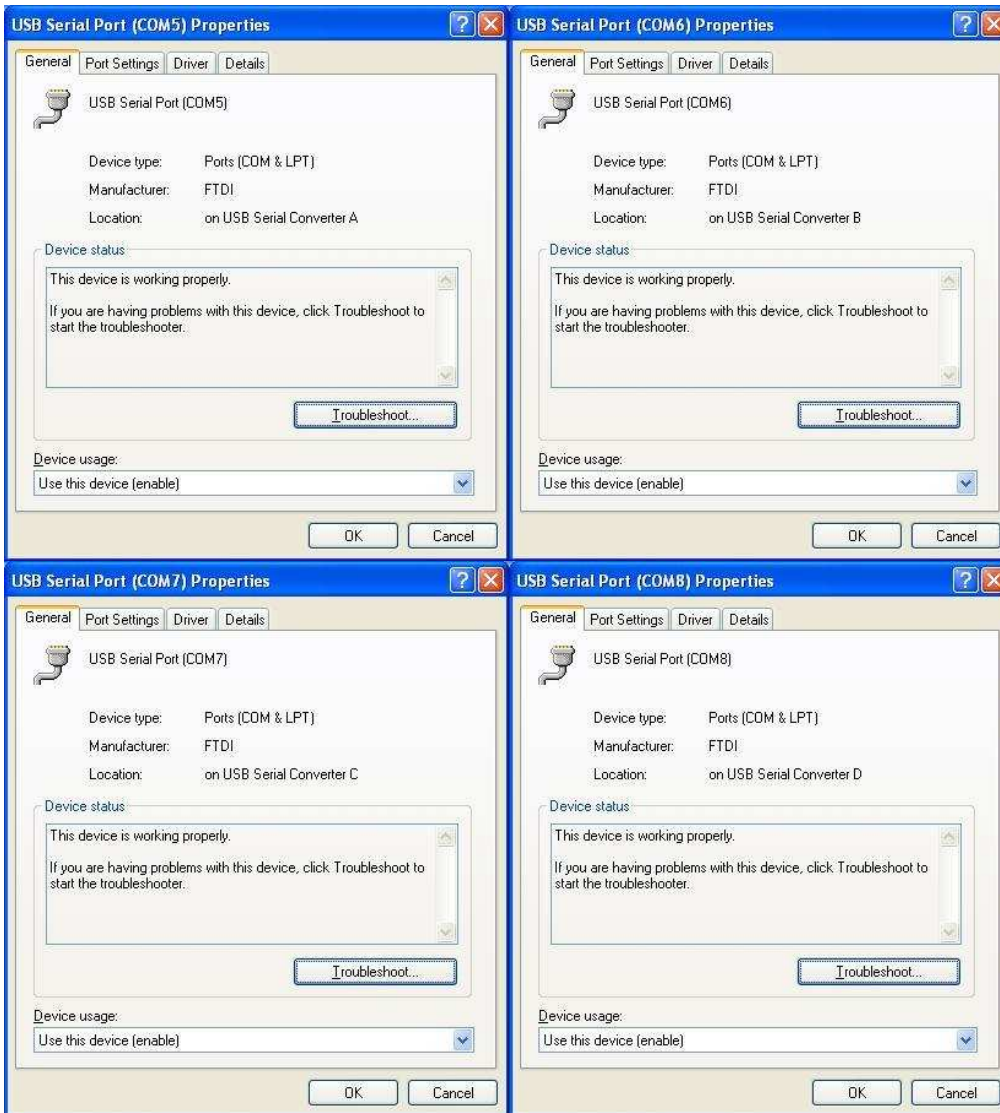 USB Serial Port (COM5) Properties
General Port Settings Driver Details
USB Serial Port (COM5)
Device type: Ports (COM & LPT)
Manufacturer: FTDI
Location: on USB Serial Converter A
Device status
This device is working properly.
If you are having problems with this device, click Troubleshoot to
start the troubleshooter.
Troubleshoot...
Device usage:
Use this device (enable)
OK Cancel
USB Serial Port (COM6) Properties
General Port Settings Driver Details
USB Serial Port (COM6)
Device type: Ports (COM & LPT)
Manufacturer: FTDI
Location: on USB Serial Converter B
Device status
This device is working properly.
If you are having problems with this device, click Troubleshoot to
start the troubleshooter.
Troubleshoot...
Device usage:
Use this device (enable)
OK Cancel
USB Serial Port (COM7) Properties
General Port Settings Driver Details
USB Serial Port (COM7)
Device type: Ports (COM & LPT)
Manufacturer: FTDI
Location: on USB Serial Converter C
Device status
This device is working properly.
If you are having problems with this device, click Troubleshoot to
start the troubleshooter.
Troubleshoot...
Device usage:
Use this device (enable)
OK Cancel
USB Serial Port (COM8) Properties
General Port Settings Driver Details
USB Serial Port (COM8)
Device type: Ports (COM & LPT)
Manufacturer: FTDI
Location: on USB Serial Converter D
Device status
This device is working properly.
If you are having problems with this device, click Troubleshoot to
start the troubleshooter.
Troubleshoot...
Device usage:
Use this device (enable)
OK Cancel